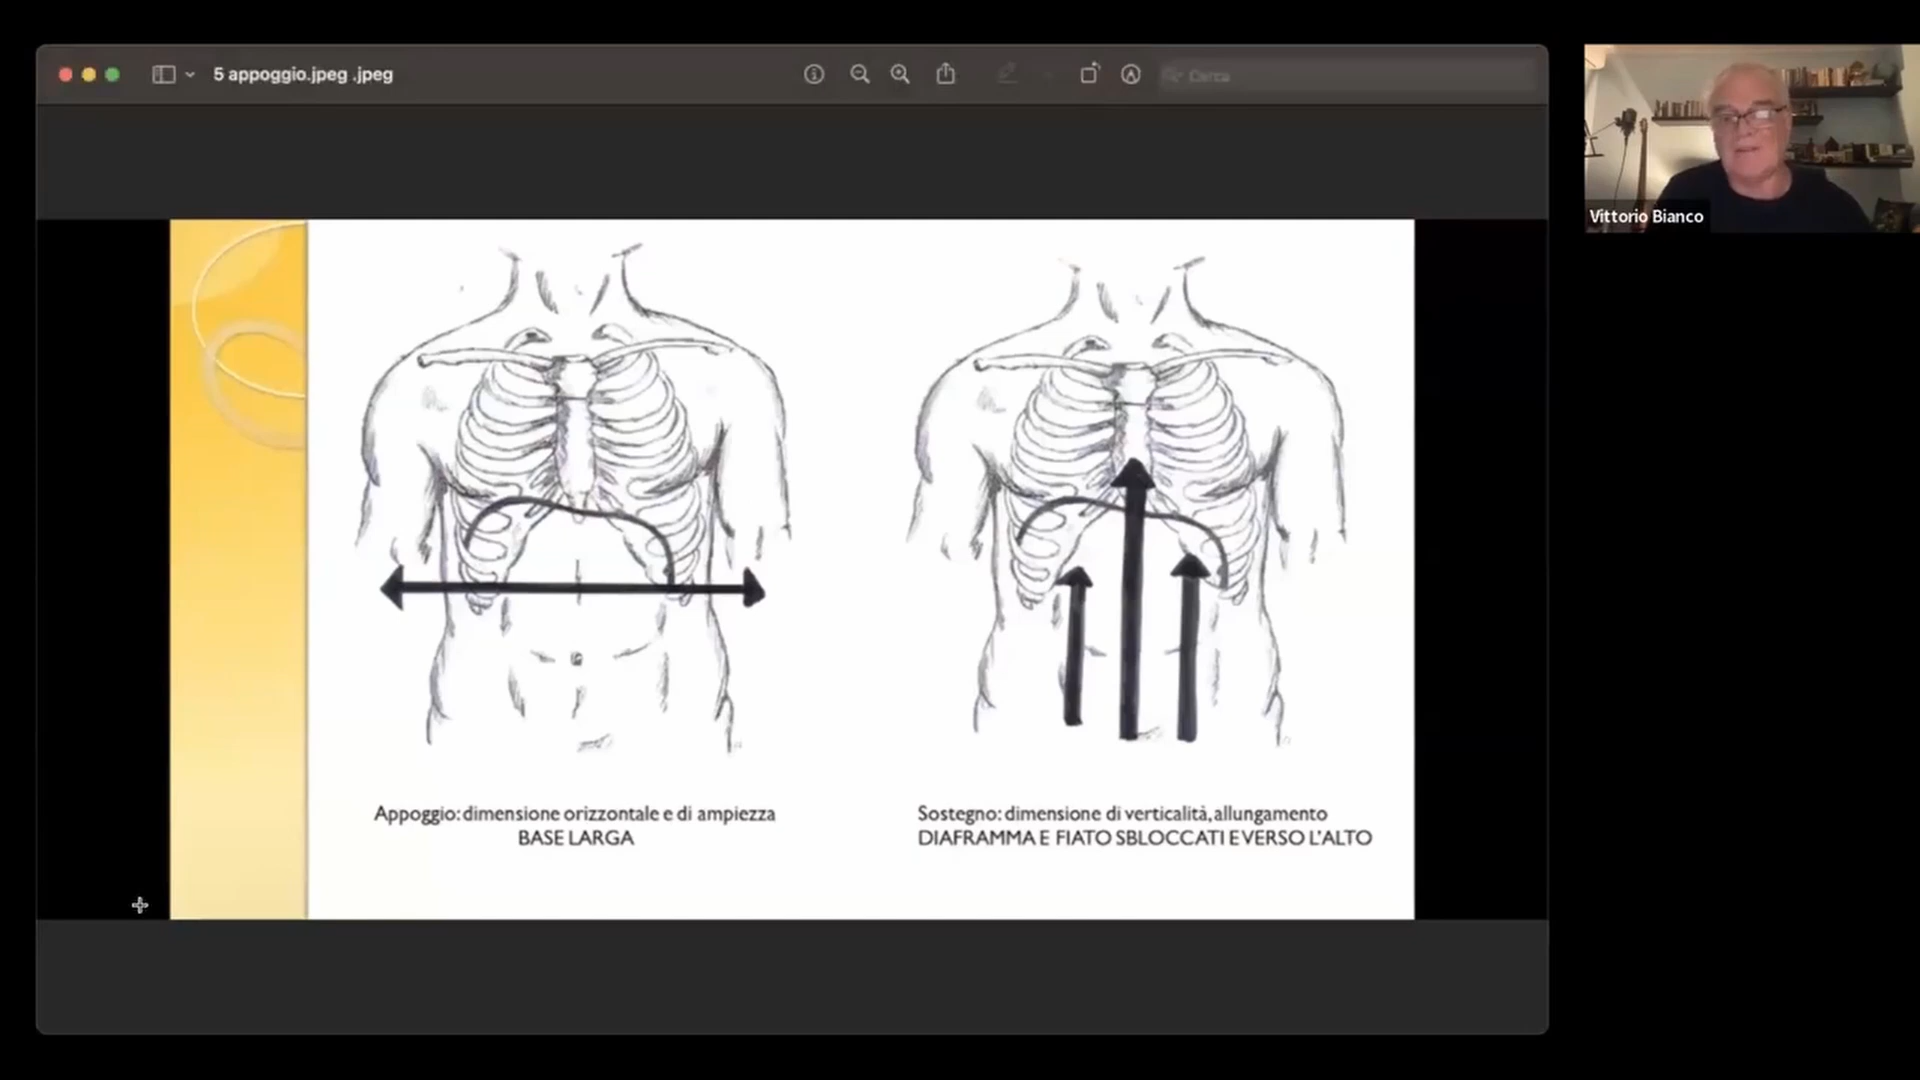 5 appoggio.jpeg .jpeg
Cerca
Vittorio Bianco
Appoggio: dimensione orizzontale e di ampiezza
BASE LARGA
Sostegno: dimensione di verticalità, allungamento
DIAFRAMMA E FIATO SBLOCCATI E VERSO L'ALTO